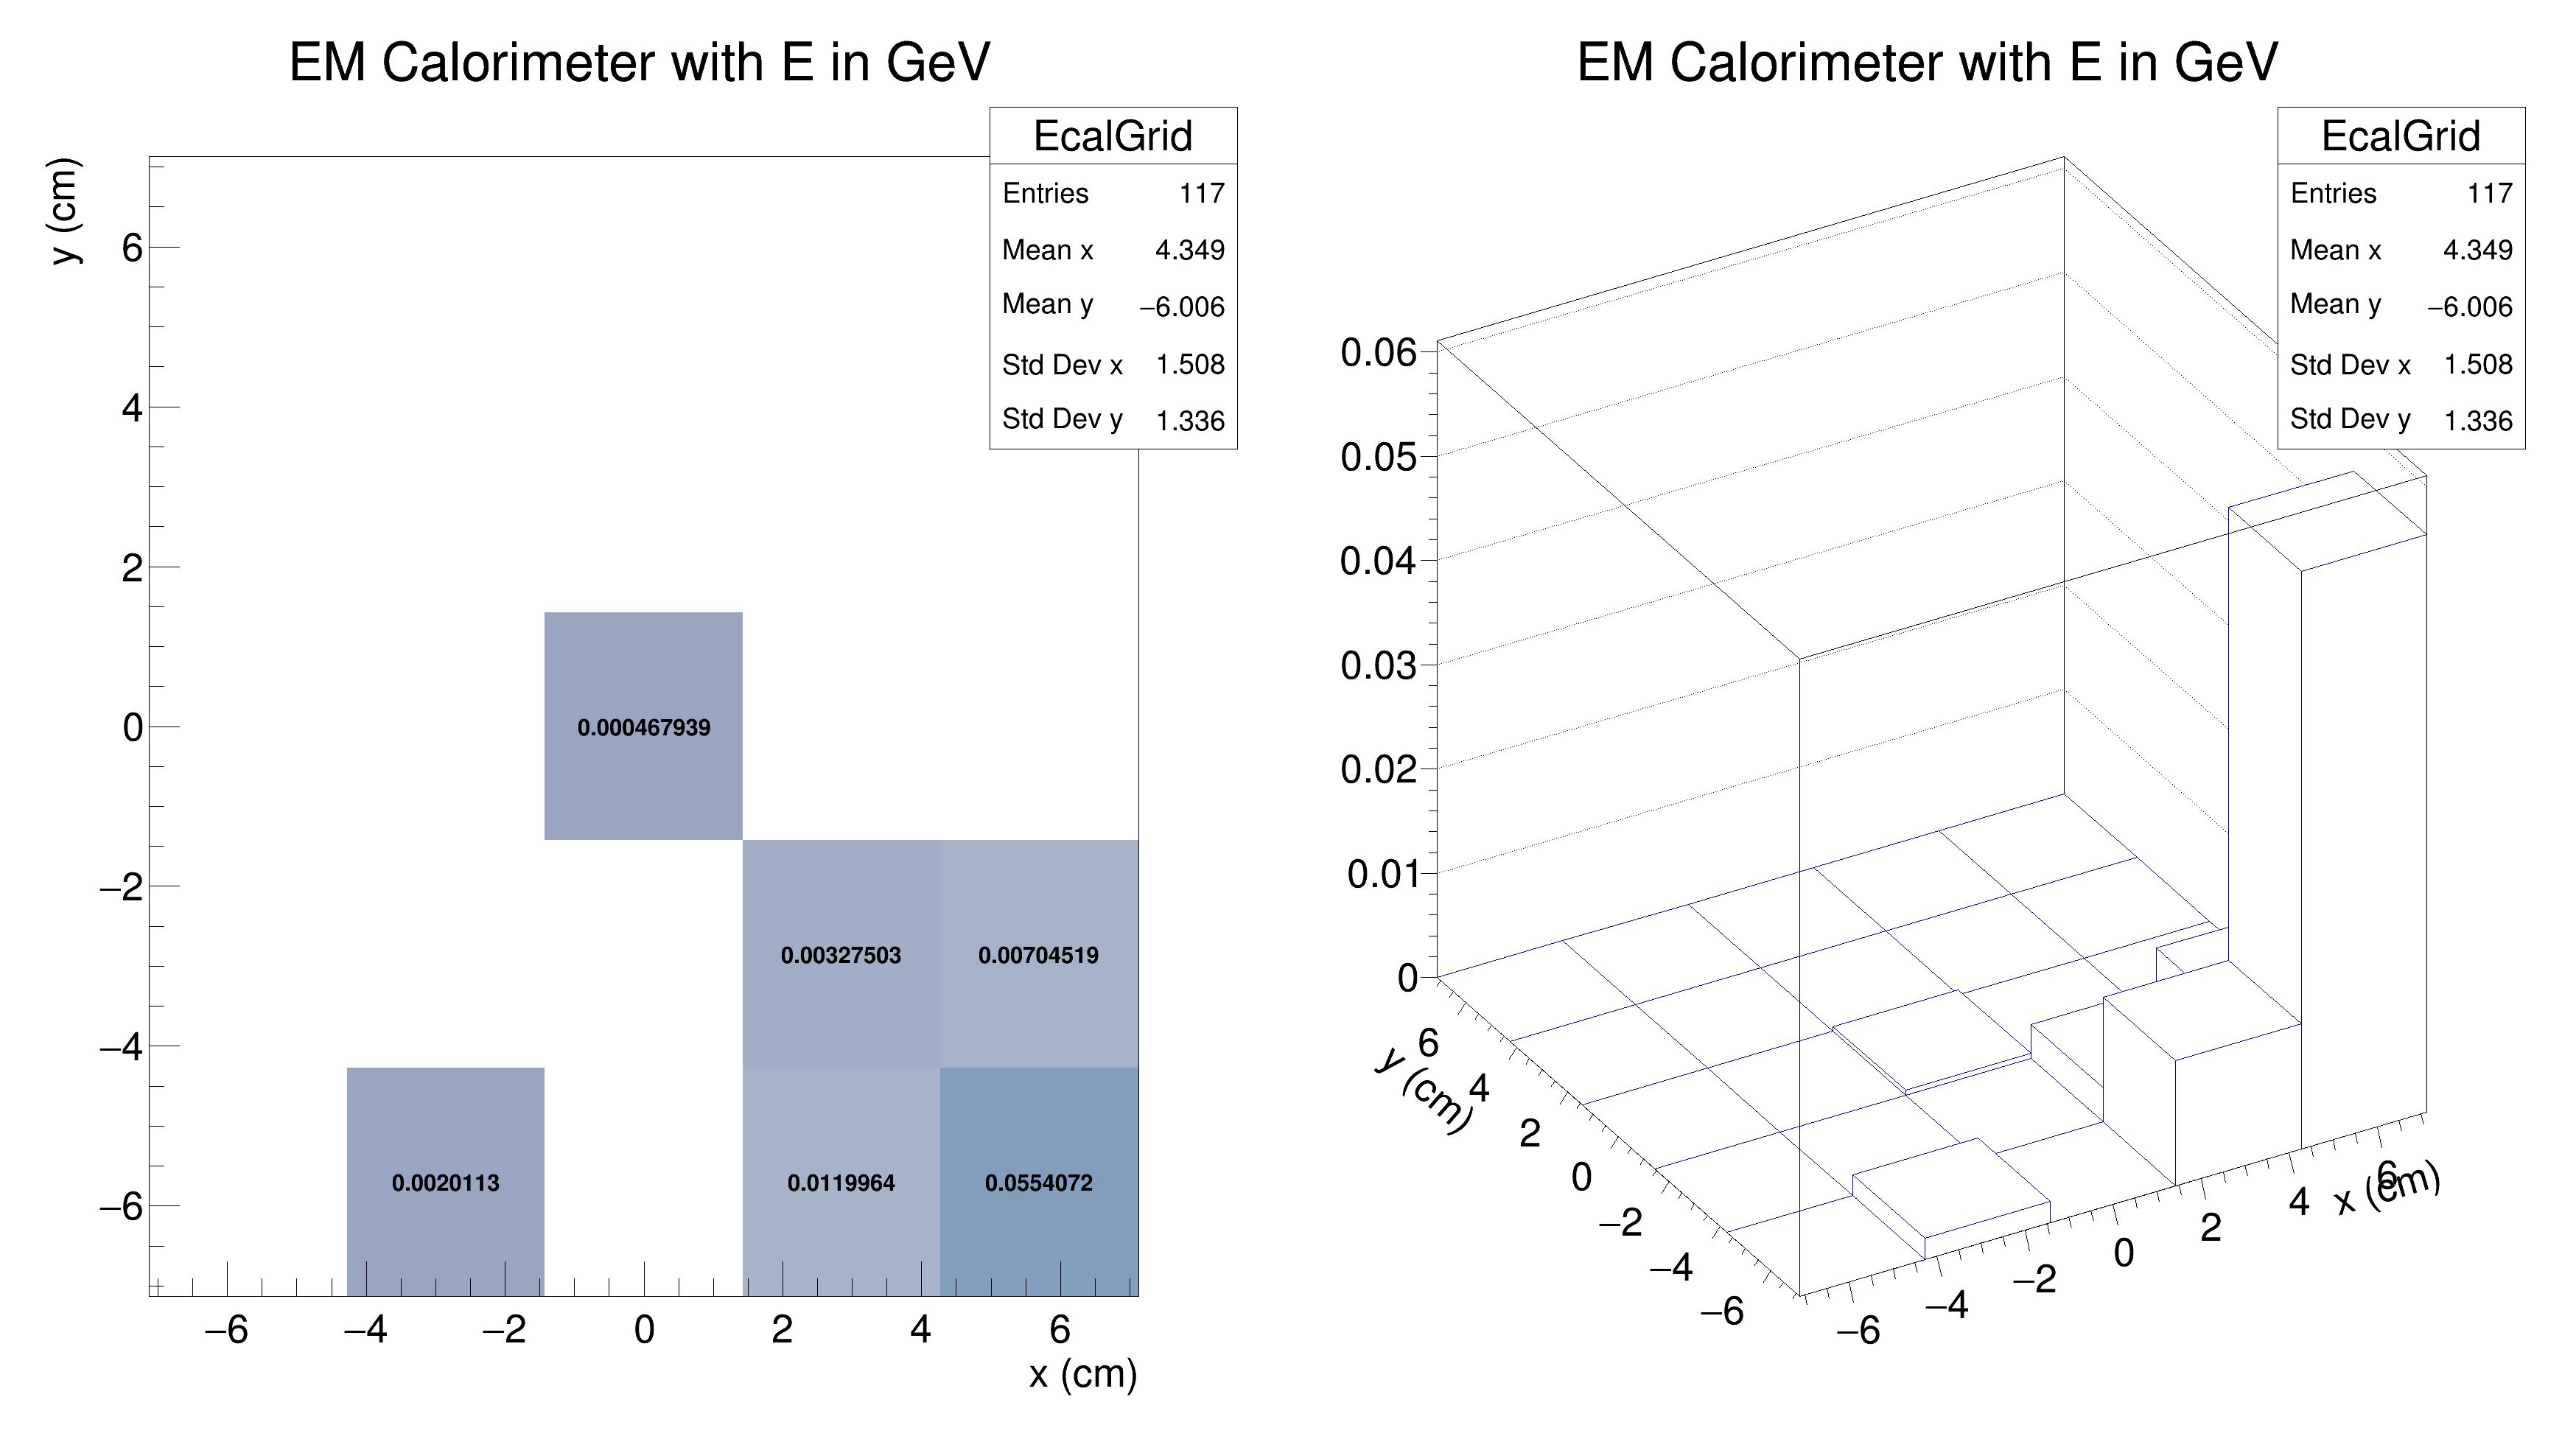 EM Calorimeter with E in GeV
EcalGrid
Entries 117
Mean x 4.349
Mean y −6.006
Std Dev x 1.508
Std Dev y 1.336
y (cm)
6
4
2
0
−2
−4
−6
0.000467939
0.00327503 0.00704519
0.0020113 0.0119964 0.0554072
−6 −4 −2 0 2 4 6
x (cm)
EM Calorimeter with E in GeV
EcalGrid
Entries 117
Mean x 4.349
Mean y −6.006
Std Dev x 1.508
Std Dev y 1.336
0.06
0.05
0.04
0.03
0.02
0.01
0
y (cm)
6
4
2
0
−2
−4
−6
−6 −4 −2 0 2 4 6
x (cm)